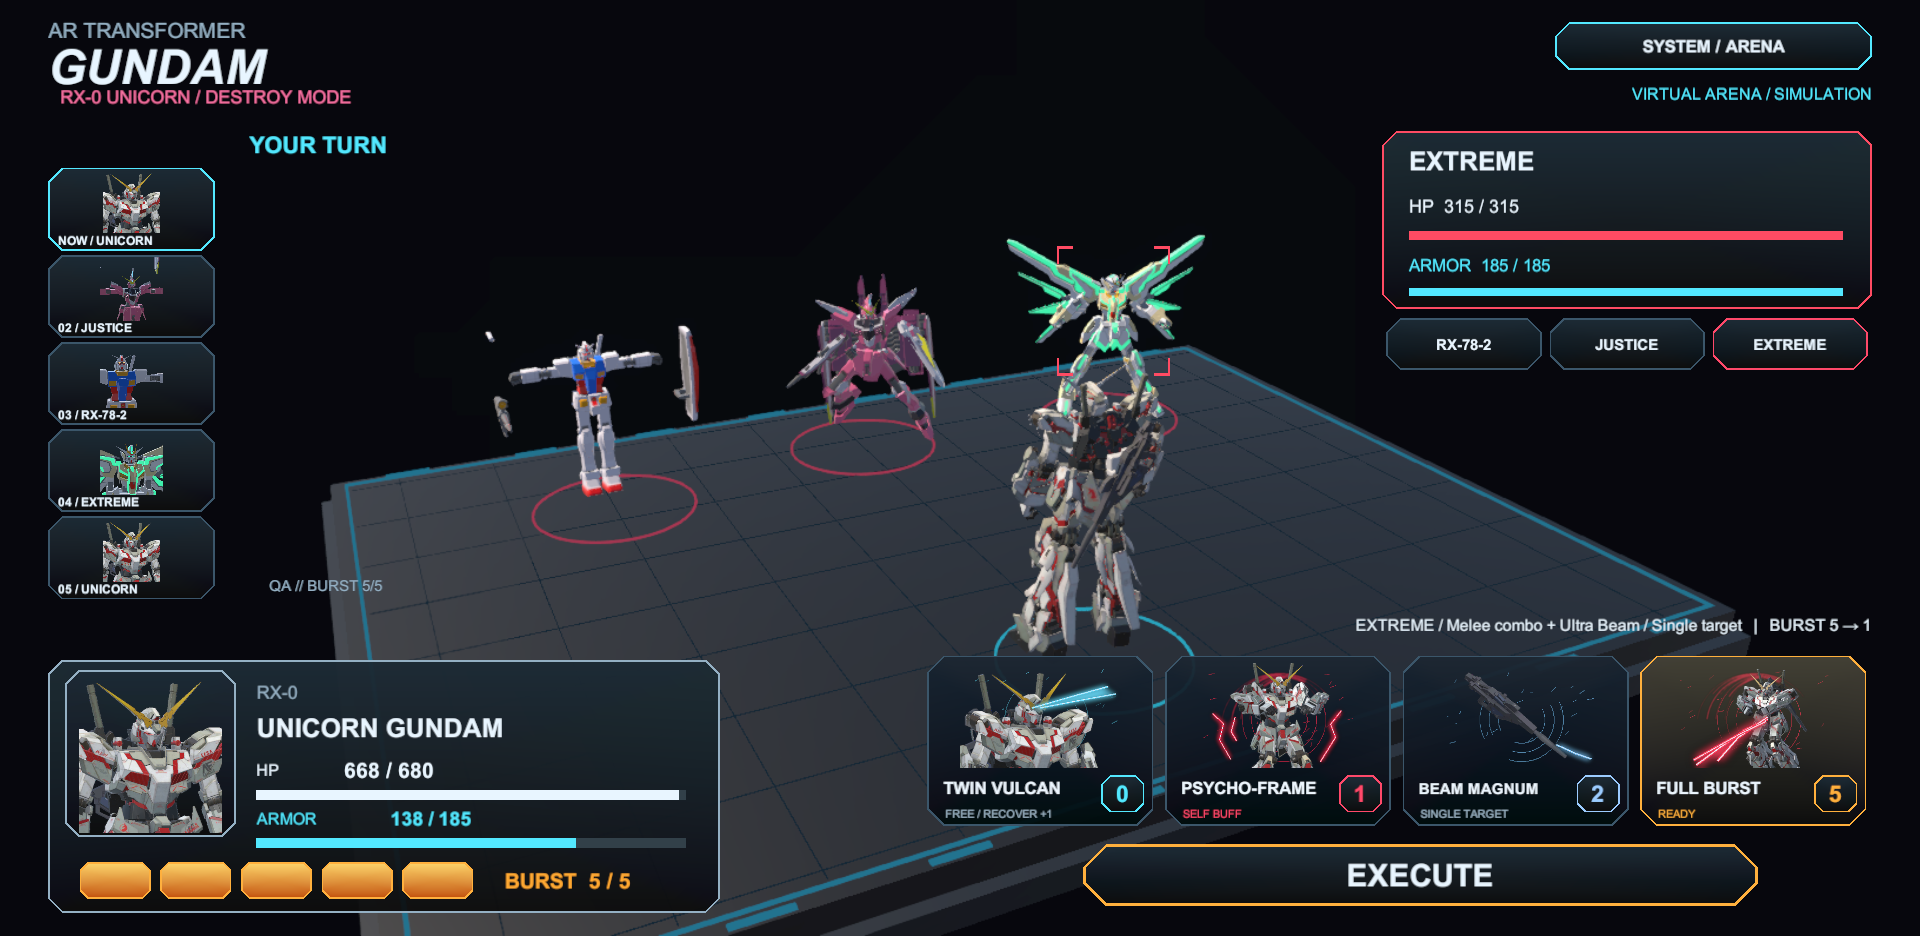 AR TRANSFORMER
GUNDAM
RX-0 UNICORN / DESTROY MODE
SYSTEM / ARENA
VIRTUAL ARENA / SIMULATION
YOUR TURN
NOW / UNICORN
02 / JUSTICE
03 / RX-78-2
04 / EXTREME
05 / UNICORN
EXTREME
HP 315 / 315
ARMOR 185 / 185
RX-78-2
JUSTICE
EXTREME
QA // BURST 5/5
EXTREME / Melee combo + Ultra Beam / Single target | BURST 5 → 1
RX-0
UNICORN GUNDAM
HP 668 / 680
ARMOR 138 / 185
BURST 5 / 5
TWIN VULCAN 0
FREE / RECOVER +1
PSYCHO-FRAME 1
SELF BUFF
BEAM MAGNUM 2
SINGLE TARGET
FULL BURST 5
READY
EXECUTE